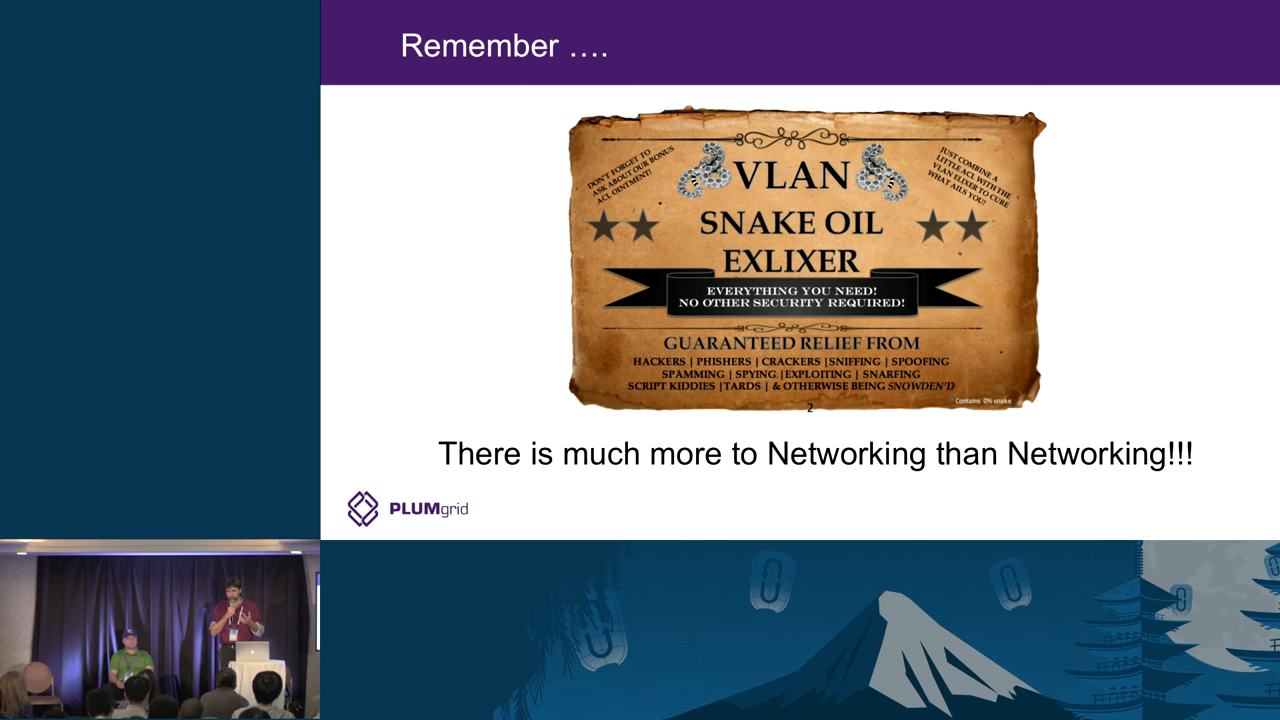 Remember ....
DON'T FORGET TO
ASK ABOUT OUR BONUS
ACL OINTMENT!
JUST COMBINE A
LITTLE ACL WITH THE
VLAN ELIXER TO CURE
WHAT AILS YOU!
VLAN
SNAKE OIL
EXLIXER
EVERYTHING YOU NEED!
NO OTHER SECURITY REQUIRED!
GUARANTEED RELIEF FROM
HACKERS | PHISHERS | CRACKERS |SNIFFING | SPOOFING
SPAMMING | SPYING |EXPLOITING | SNARFING
SCRIPT KIDDIES |TARDS | & OTHERWISE BEING SNOWDEN'D
Contains 0% snake
2
There is much more to Networking than Networking!!!
PLUMgrid